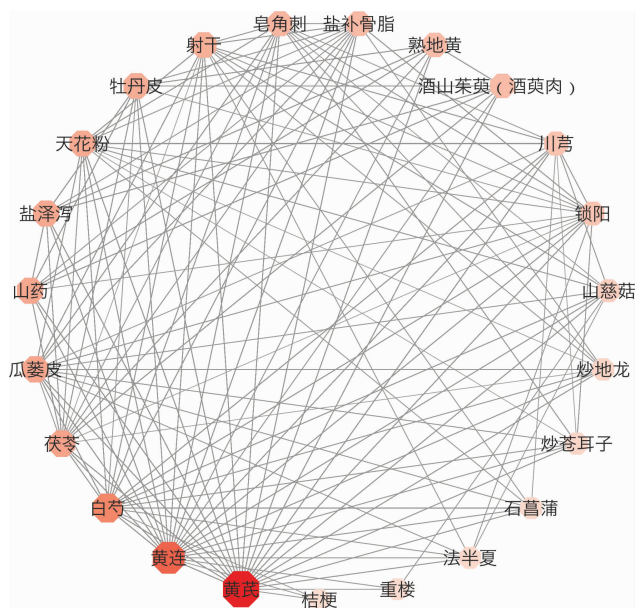 皂角刺
盐补骨脂
射干
熟地黄
牡丹皮
酒山茱萸（酒萸肉）
天花粉
川芎
盐泽泻
锁阳
山药
山慈菇
瓜蒌皮
炒地龙
茯苓
炒苍耳子
白芍
石菖蒲
黄连
法半夏
黄芪
重楼
桔梗